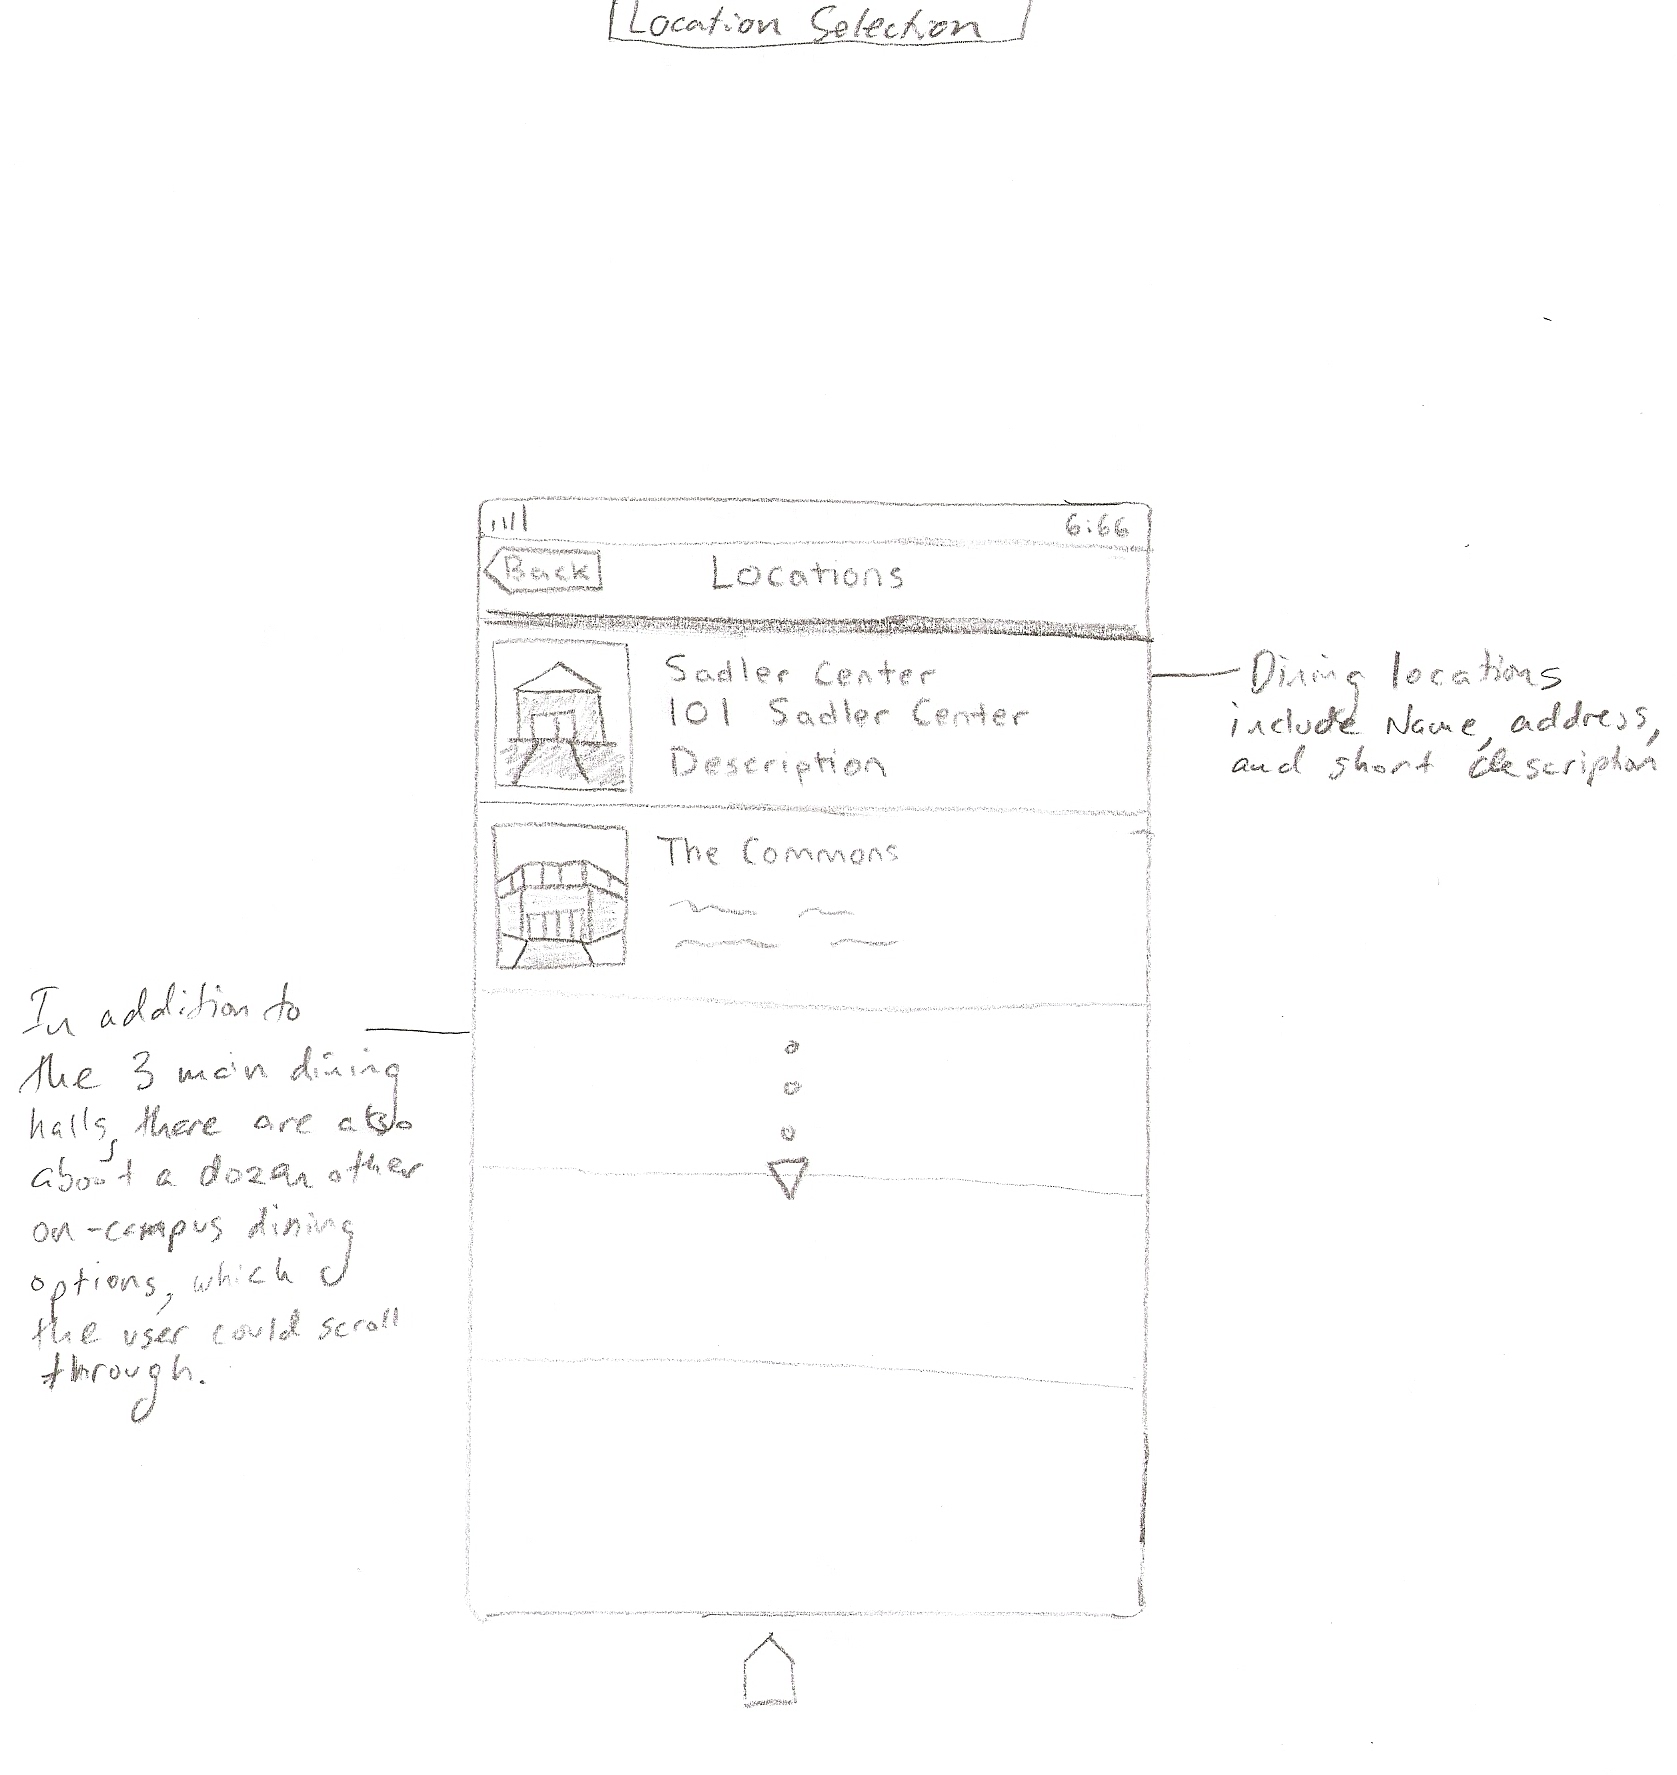 Location Selection
6:66
Back
Locations
Sadler Center
101 Sadler Center
Description
Dining locations
include Name, address,
and short description
The Commons
In addition to
the 3 main dining
halls, there are also
about a dozen other
on-campus dining
options, which
the user could scroll
through.